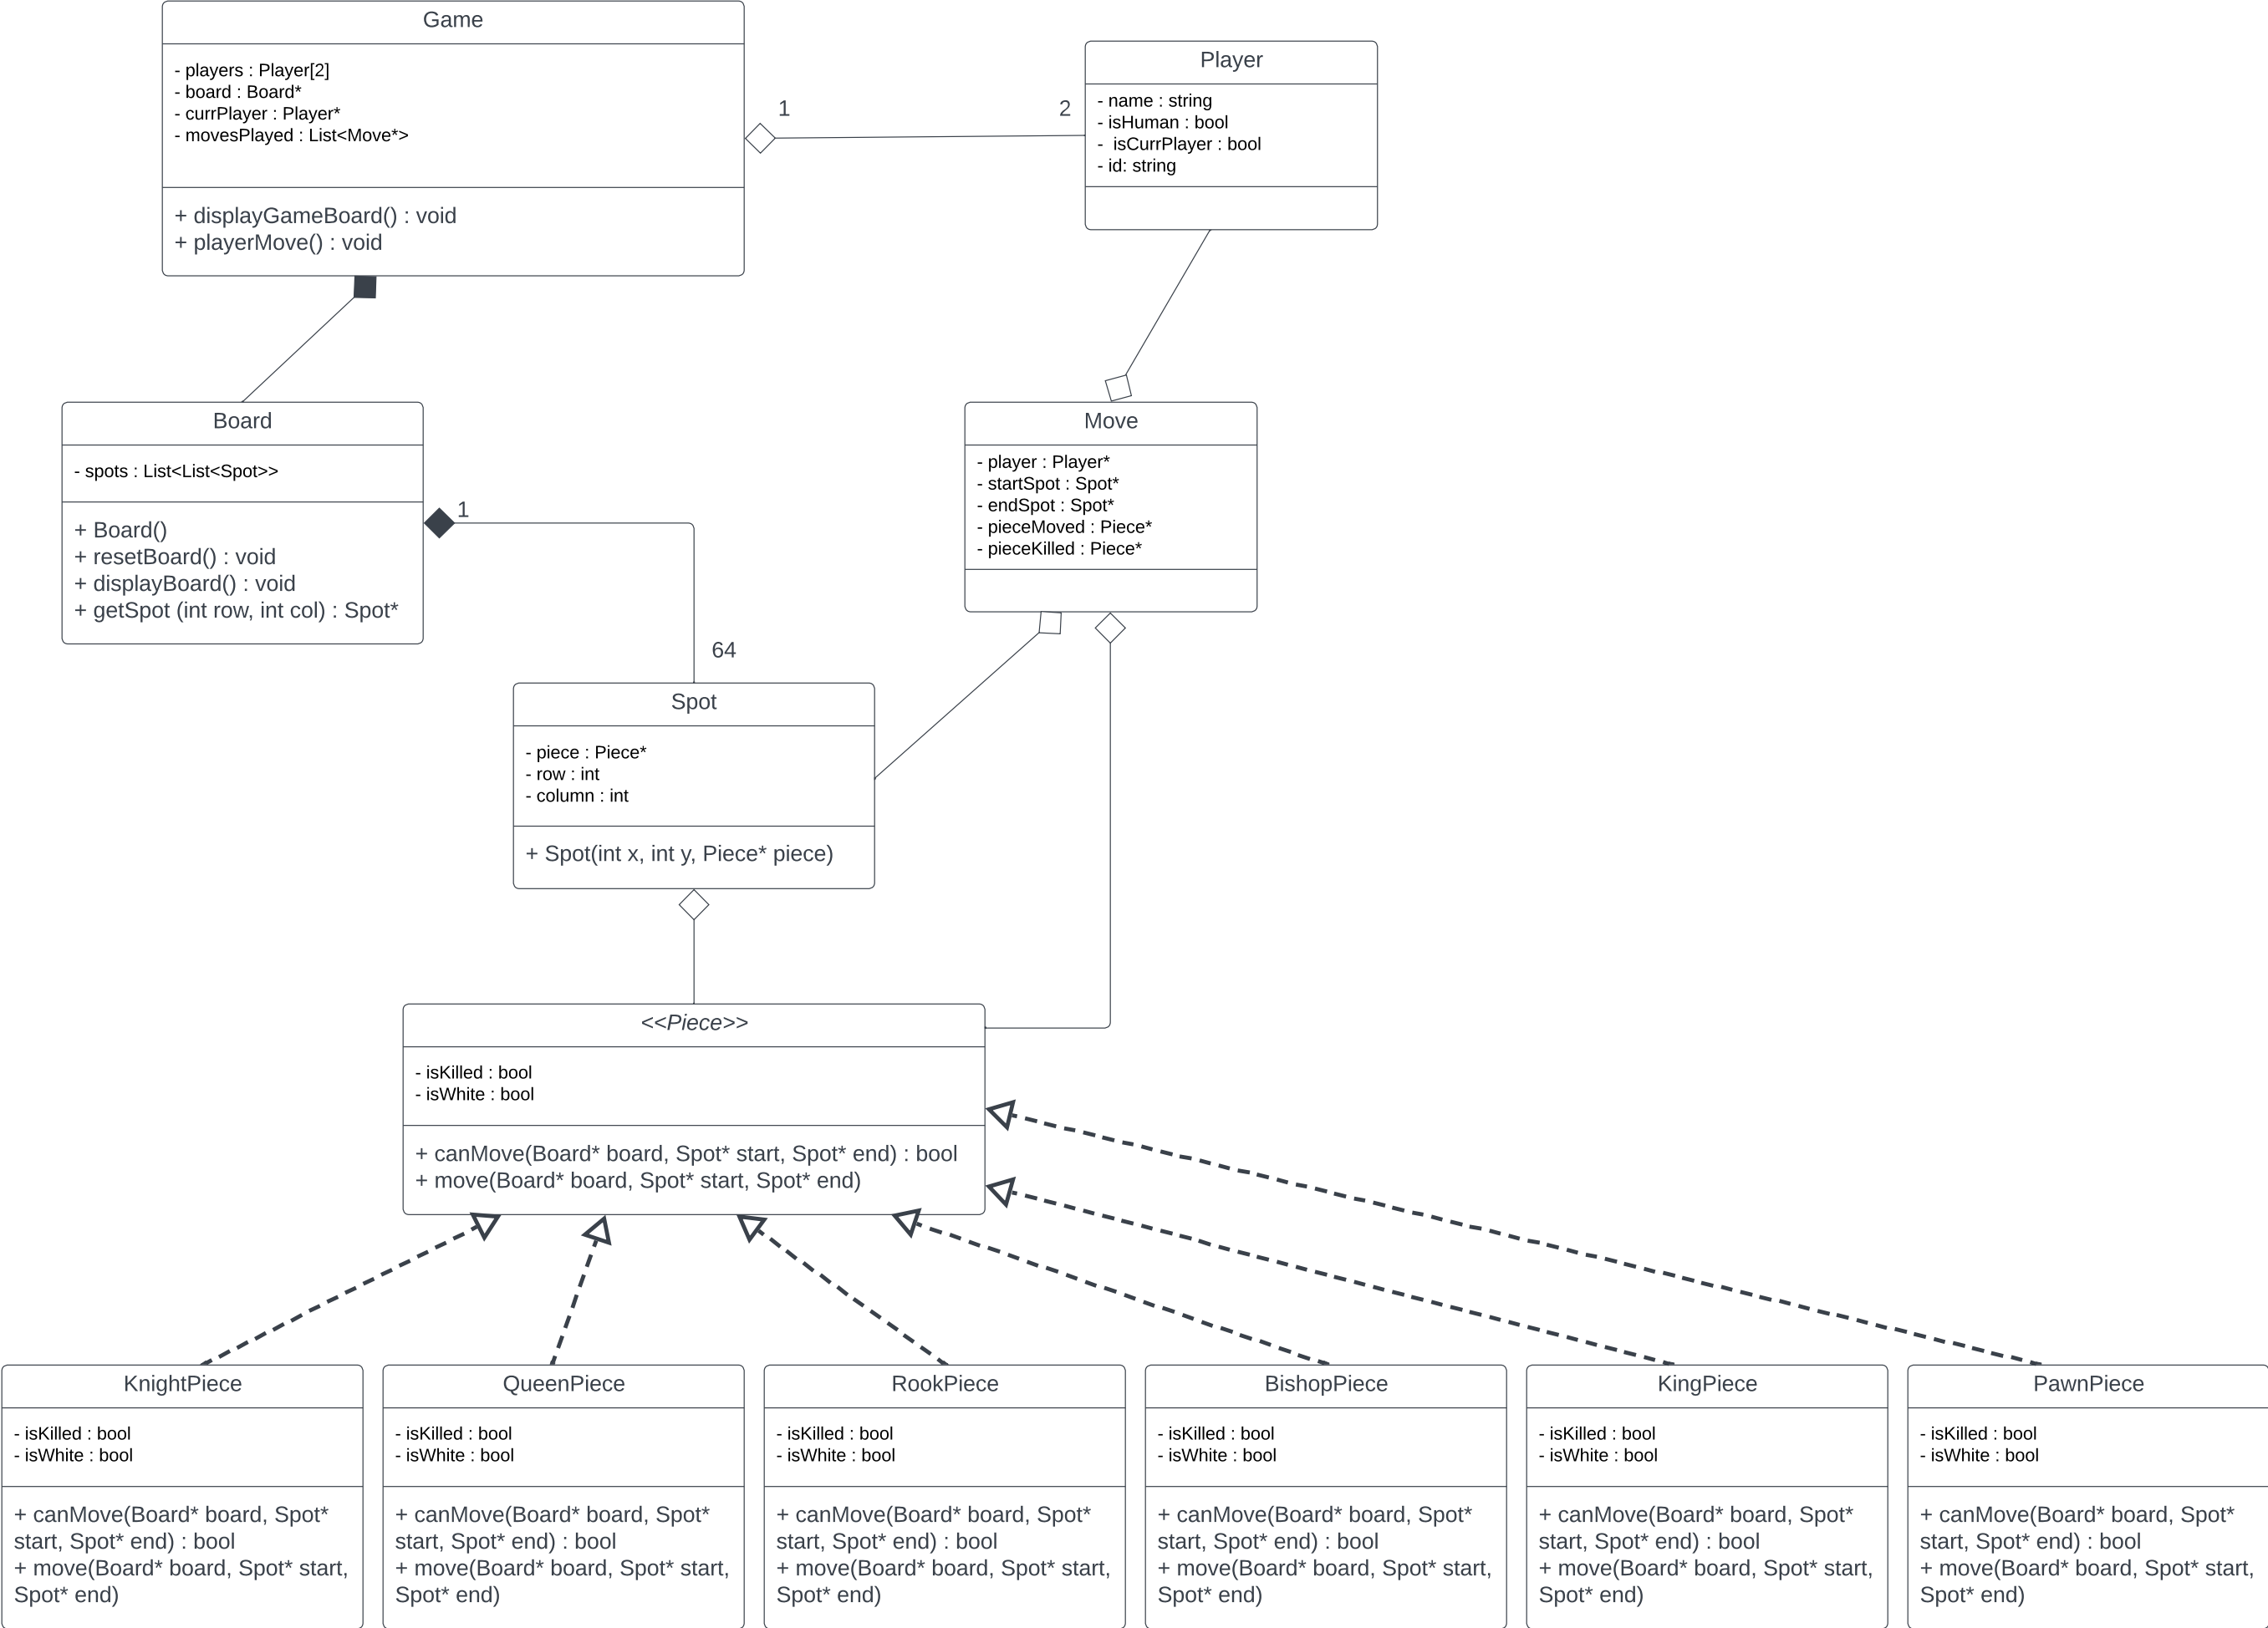 Game
- players : Player[2]
- board : Board*
- currPlayer : Player*
- movesPlayed : List<Move*>
+ displayGameBoard() : void
+ playerMove() : void
1
2
Player
- name : string
- isHuman : bool
-  isCurrPlayer : bool
- id: string
Board
- spots : List<List<Spot>>
+ Board()
+ resetBoard() : void
+ displayBoard() : void
+ getSpot (int row, int col) : Spot*
1
64
Move
- player : Player*
- startSpot : Spot*
- endSpot : Spot*
- pieceMoved : Piece*
- pieceKilled : Piece*
Spot
- piece : Piece*
- row : int
- column : int
+ Spot(int x, int y, Piece* piece)
<<Piece>>
- isKilled : bool
- isWhite : bool
+ canMove(Board* board, Spot* start, Spot* end) : bool
+ move(Board* board, Spot* start, Spot* end)
KnightPiece
- isKilled : bool
- isWhite : bool
+ canMove(Board* board, Spot*
start, Spot* end) : bool
+ move(Board* board, Spot* start,
Spot* end)
QueenPiece
- isKilled : bool
- isWhite : bool
+ canMove(Board* board, Spot*
start, Spot* end) : bool
+ move(Board* board, Spot* start,
Spot* end)
RookPiece
- isKilled : bool
- isWhite : bool
+ canMove(Board* board, Spot*
start, Spot* end) : bool
+ move(Board* board, Spot* start,
Spot* end)
BishopPiece
- isKilled : bool
- isWhite : bool
+ canMove(Board* board, Spot*
start, Spot* end) : bool
+ move(Board* board, Spot* start,
Spot* end)
KingPiece
- isKilled : bool
- isWhite : bool
+ canMove(Board* board, Spot*
start, Spot* end) : bool
+ move(Board* board, Spot* start,
Spot* end)
PawnPiece
- isKilled : bool
- isWhite : bool
+ canMove(Board* board, Spot*
start, Spot* end) : bool
+ move(Board* board, Spot* start,
Spot* end)